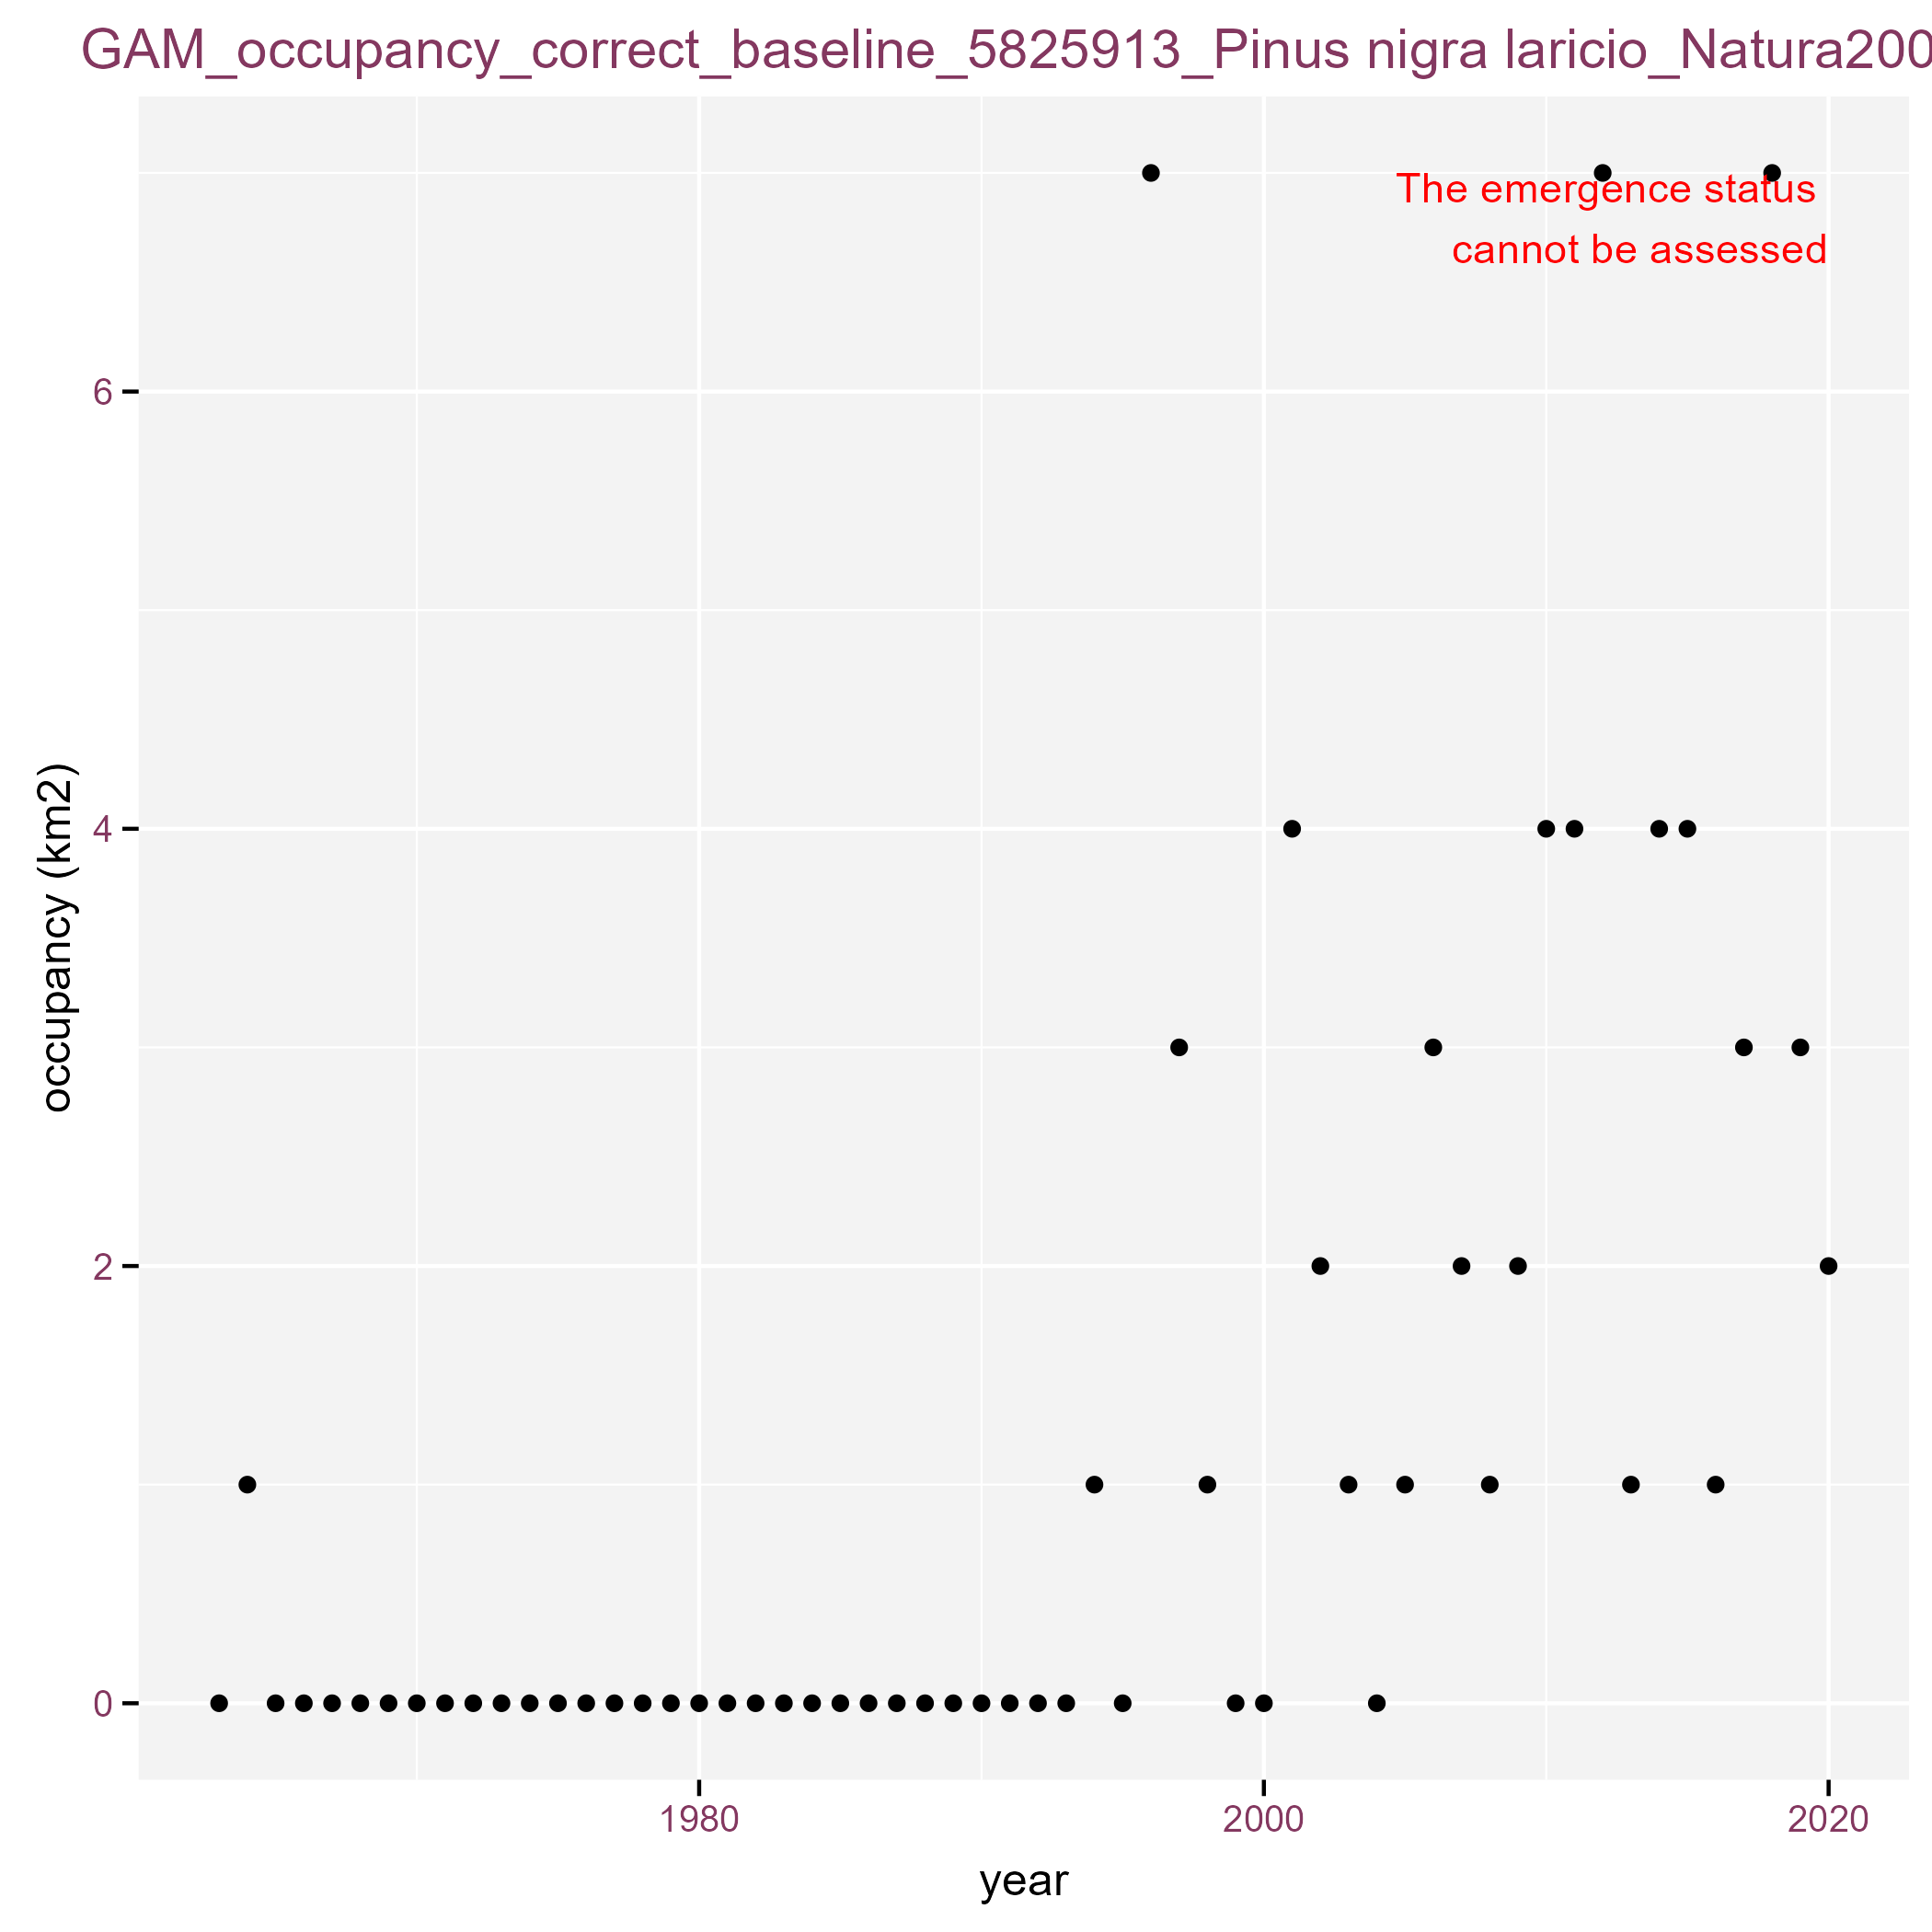 GAM_occupancy_correct_baseline_5825913_Pinus nigra laricio_Natura200
The emergence status
cannot be assessed
6
4
2
0
occupancy (km2)
1980 2000 2020
year